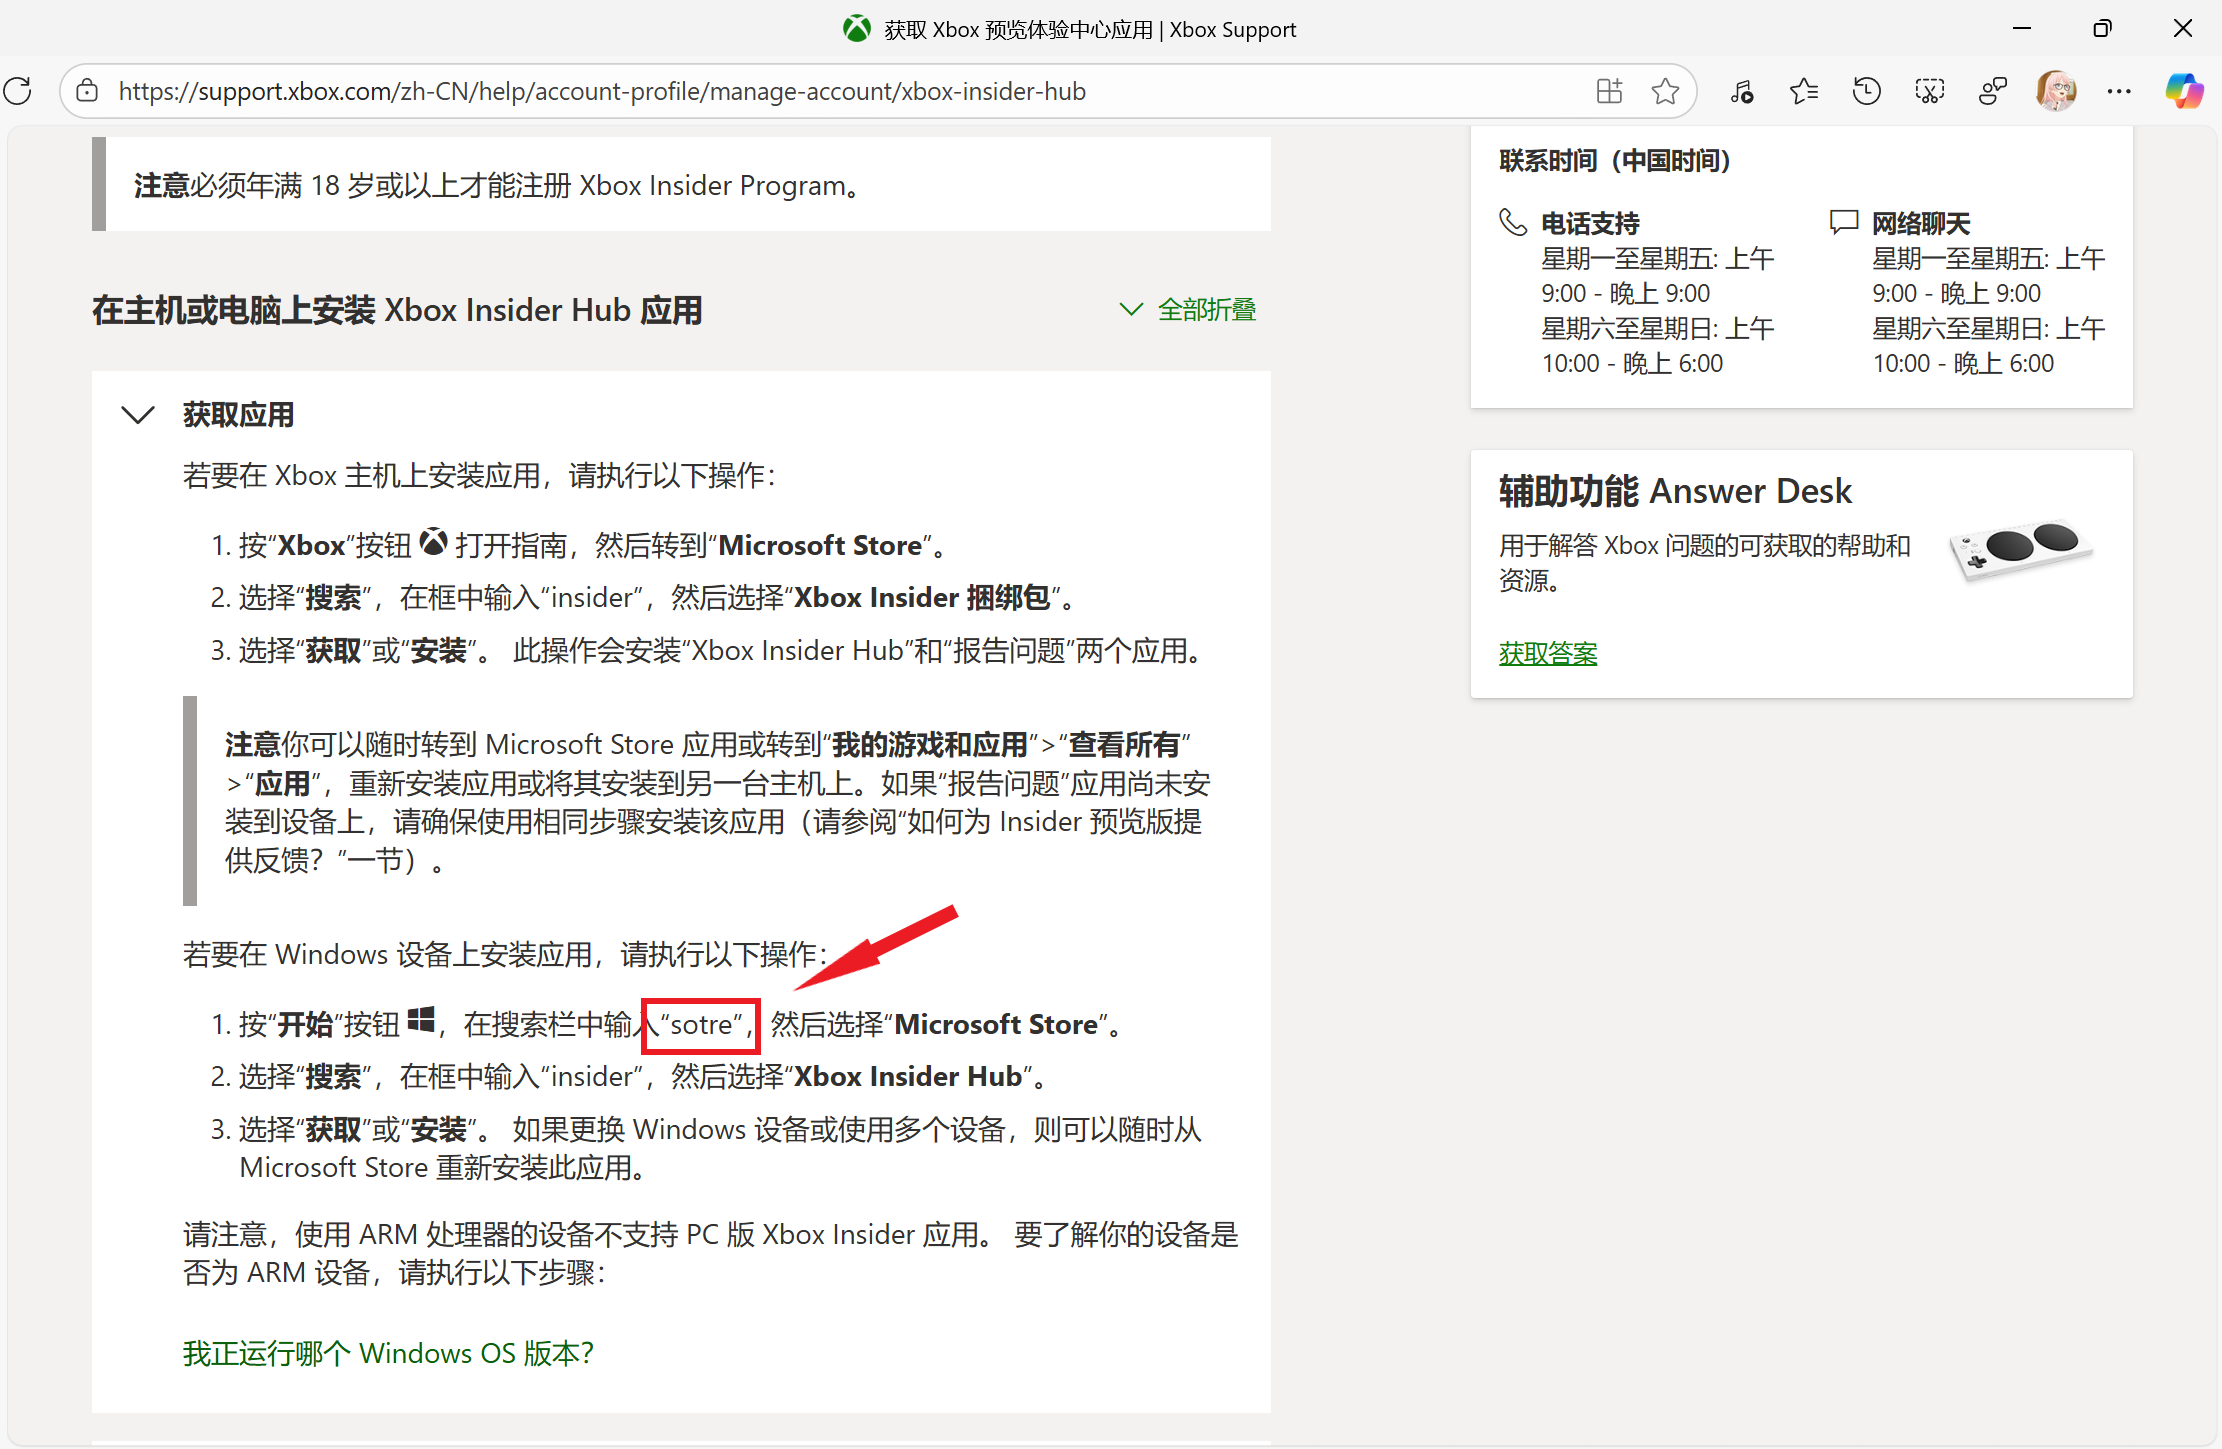 获取 Xbox 预览体验中心应用 | Xbox Support
https://support.xbox.com/zh-CN/help/account-profile/manage-account/xbox-insider-hub
注意必须年满 18 岁或以上才能注册 Xbox Insider Program。
在主机或电脑上安装 Xbox Insider Hub 应用
全部折叠
获取应用
若要在 Xbox 主机上安装应用，请执行以下操作：
1. 按“Xbox”按钮 打开指南，然后转到“Microsoft Store”。
2. 选择“搜索”，在框中输入“insider”，然后选择“Xbox Insider 捆绑包”。
3. 选择“获取”或“安装”。 此操作会安装“Xbox Insider Hub”和“报告问题”两个应用。
注意你可以随时转到 Microsoft Store 应用或转到“我的游戏和应用”>“查看所有”
>“应用”，重新安装应用或将其安装到另一台主机上。如果“报告问题”应用尚未安
装到设备上，请确保使用相同步骤安装该应用（请参阅“如何为 Insider 预览版提
供反馈？”一节）。
若要在 Windows 设备上安装应用，请执行以下操作：
1. 按“开始”按钮 ，在搜索栏中输入“sotre”，然后选择“Microsoft Store”。
2. 选择“搜索”，在框中输入“insider”，然后选择“Xbox Insider Hub”。
3. 选择“获取”或“安装”。 如果更换 Windows 设备或使用多个设备，则可以随时从
Microsoft Store 重新安装此应用。
请注意，使用 ARM 处理器的设备不支持 PC 版 Xbox Insider 应用。 要了解你的设备是
否为 ARM 设备，请执行以下步骤：
我正运行哪个 Windows OS 版本？
联系时间（中国时间）
电话支持
星期一至星期五: 上午
9:00 - 晚上 9:00
星期六至星期日: 上午
10:00 - 晚上 6:00
网络聊天
星期一至星期五: 上午
9:00 - 晚上 9:00
星期六至星期日: 上午
10:00 - 晚上 6:00
辅助功能 Answer Desk
用于解答 Xbox 问题的可获取的帮助和
资源。
获取答案